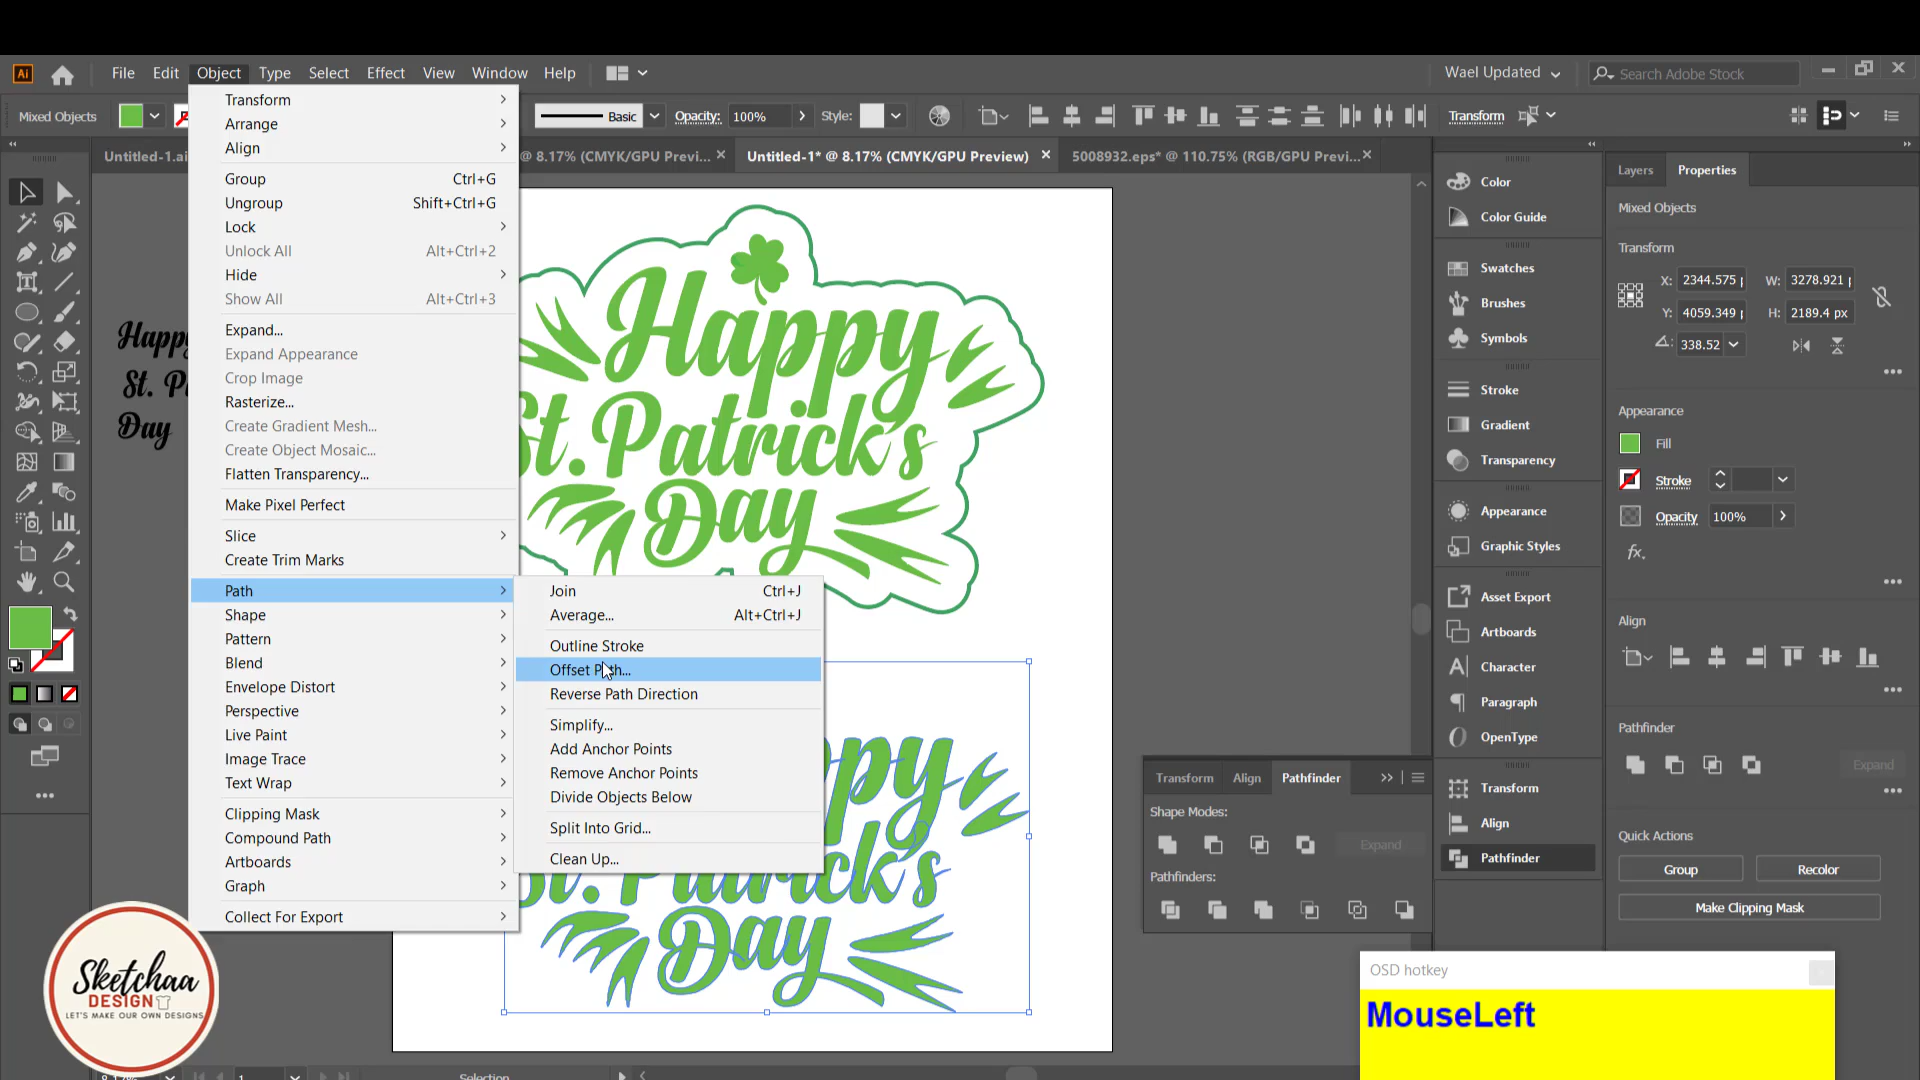 Ai
File Edit Object Type Select Effect View Window Help
Wael Updated
Search Adobe Stock
Mixed Objects
Basic
Opacity: 100%
Style:
Transform
Untitled-1.ai
@ 8.17% (CMYK/GPU Previ... ×
Untitled-1* @ 8.17% (CMYK/GPU Preview) ×
5008932.eps* @ 110.75% (RGB/GPU Previ... ×
Transform
Arrange
Align
Group Ctrl+G
Ungroup Shift+Ctrl+G
Lock
Unlock All Alt+Ctrl+2
Hide
Show All Alt+Ctrl+3
Expand...
Expand Appearance
Crop Image
Rasterize...
Create Gradient Mesh...
Create Object Mosaic...
Flatten Transparency...
Make Pixel Perfect
Slice
Create Trim Marks
Path
Shape
Pattern
Blend
Envelope Distort
Perspective
Live Paint
Image Trace
Text Wrap
Clipping Mask
Compound Path
Artboards
Graph
Collect For Export
Join Ctrl+J
Average... Alt+Ctrl+J
Outline Stroke
Offset Path...
Reverse Path Direction
Simplify...
Add Anchor Points
Remove Anchor Points
Divide Objects Below
Split Into Grid...
Clean Up...
Happy
St. P
Day
Happy
St. Patrick's
Day
ppy
St. Patrick's
Day
Color
Color Guide
Swatches
Brushes
Symbols
Stroke
Gradient
Transparency
Appearance
Graphic Styles
Asset Export
Artboards
Character
Paragraph
OpenType
Transform
Align
Pathfinder
Layers Properties
Mixed Objects
Transform
X: 2344.575 p W: 3278.921 p
Y: 4059.349 p H: 2189.4 px
338.52
Appearance
Fill
Stroke
Opacity 100%
fx.
Align
Pathfinder
Expand
Quick Actions
Group Recolor
Make Clipping Mask
Transform Align Pathfinder
Shape Modes:
Expand
Pathfinders:
OSD hotkey
MouseLeft
Sketchaa
DESIGN
LET'S MAKE OUR OWN DESIGNS
8.17%
1
Selection